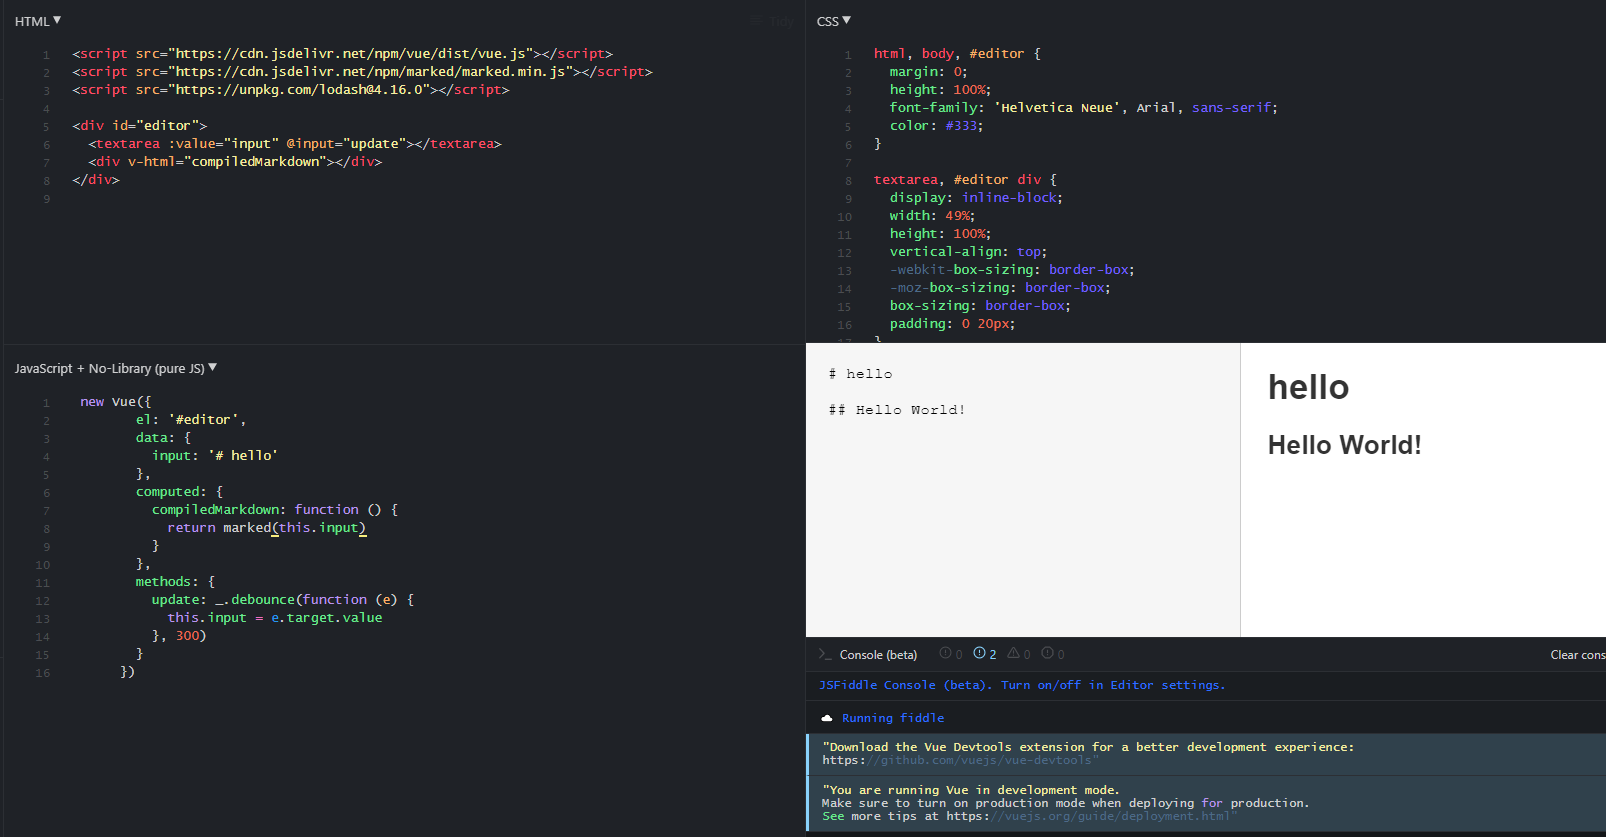 HTML ▼
Tidy
1 <script src="https://cdn.jsdelivr.net/npm/vue/dist/vue.js"></script>
2 <script src="https://cdn.jsdelivr.net/npm/marked/marked.min.js"></script>
3 <script src="https://unpkg.com/lodash@4.16.0"></script>
4
5 <div id="editor">
6   <textarea :value="input" @input="update"></textarea>
7   <div v-html="compiledMarkdown"></div>
8 </div>
9
CSS ▼
1 html, body, #editor {
2   margin: 0;
3   height: 100%;
4   font-family: 'Helvetica Neue', Arial, sans-serif;
5   color: #333;
6 }
7
8 textarea, #editor div {
9   display: inline-block;
10   width: 49%;
11   height: 100%;
12   vertical-align: top;
13   -webkit-box-sizing: border-box;
14   -moz-box-sizing: border-box;
15   box-sizing: border-box;
16   padding: 0 20px;
17 }
JavaScript + No-Library (pure JS) ▼
1 new Vue({
2        el: '#editor',
3        data: {
4          input: '# hello'
5        },
6        computed: {
7          compiledMarkdown: function () {
8            return marked(this.input)
9          }
10        },
11        methods: {
12          update: _.debounce(function (e) {
13            this.input = e.target.value
14          }, 300)
15        }
16      })
# hello
## Hello World!
hello
Hello World!
>_ Console (beta) 0 2 0 0
Clear cons
JSFiddle Console (beta). Turn on/off in Editor settings.
Running fiddle
"Download the Vue Devtools extension for a better development experience:
https://github.com/vuejs/vue-devtools"
"You are running Vue in development mode.
Make sure to turn on production mode when deploying for production.
See more tips at https://vuejs.org/guide/deployment.html"